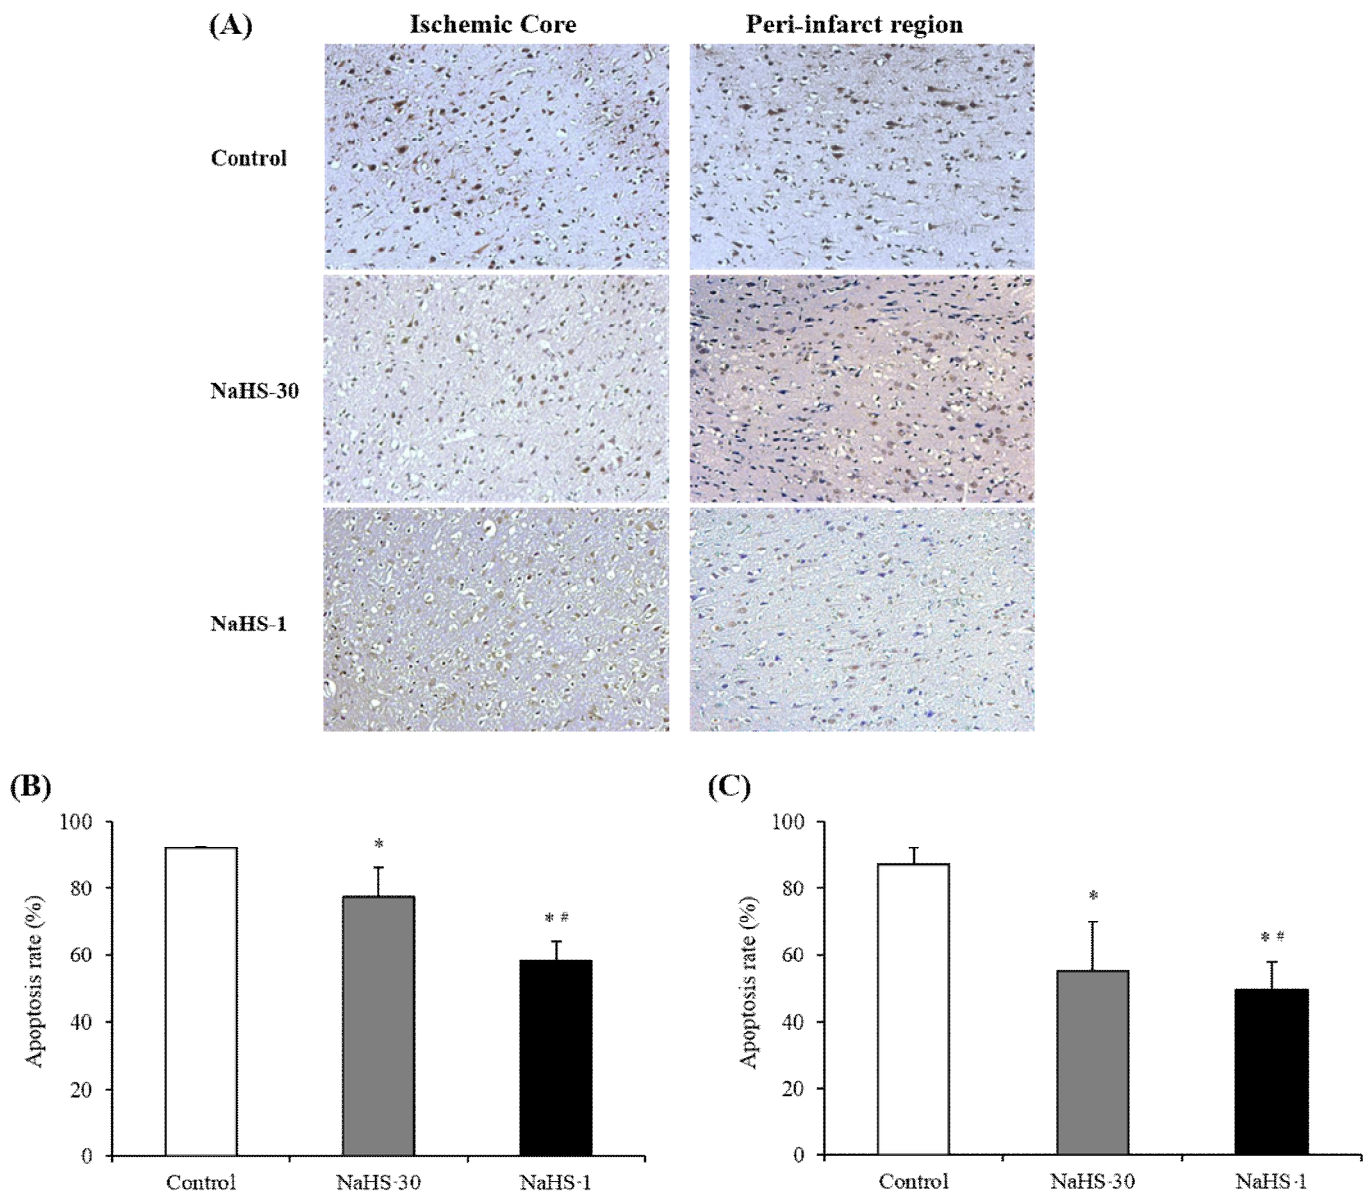 (A)
Ischemic Core
Peri-infarct region
Control
NaHS-30
NaHS-1
(B)
Apoptosis rate (%)
100
80
60
40
20
0
*
* #
Control
NaHS-30
NaHS-1
(C)
Apoptosis rate (%)
100
80
60
40
20
0
*
* #
Control
NaHS-30
NaHS-1